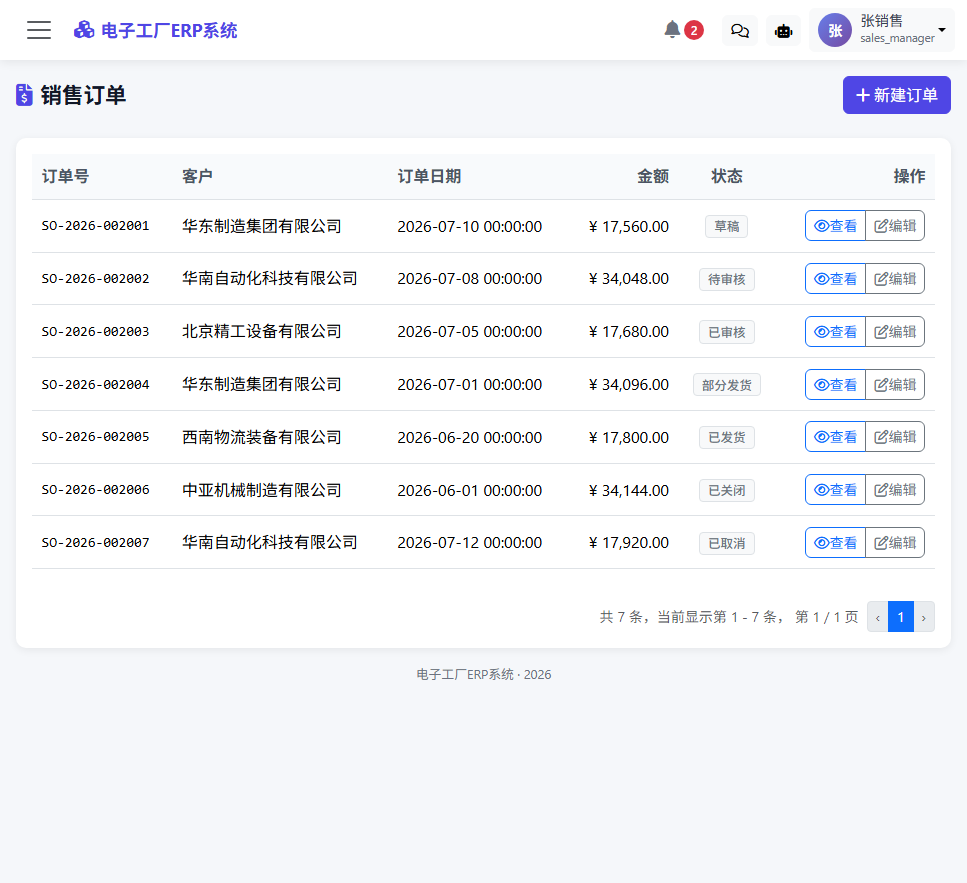 电子工厂ERP系统
2
张
张销售
sales_manager
销售订单
新建订单
订单号 客户 订单日期 金额 状态 操作
SO-2026-002001 华东制造集团有限公司 2026-07-10 00:00:00 ¥ 17,560.00 草稿 查看 编辑
SO-2026-002002 华南自动化科技有限公司 2026-07-08 00:00:00 ¥ 34,048.00 待审核 查看 编辑
SO-2026-002003 北京精工设备有限公司 2026-07-05 00:00:00 ¥ 17,680.00 已审核 查看 编辑
SO-2026-002004 华东制造集团有限公司 2026-07-01 00:00:00 ¥ 34,096.00 部分发货 查看 编辑
SO-2026-002005 西南物流装备有限公司 2026-06-20 00:00:00 ¥ 17,800.00 已发货 查看 编辑
SO-2026-002006 中亚机械制造有限公司 2026-06-01 00:00:00 ¥ 34,144.00 已关闭 查看 编辑
SO-2026-002007 华南自动化科技有限公司 2026-07-12 00:00:00 ¥ 17,920.00 已取消 查看 编辑
共 7 条，当前显示第 1 - 7 条， 第 1 / 1 页 ‹ 1 ›
电子工厂ERP系统 · 2026